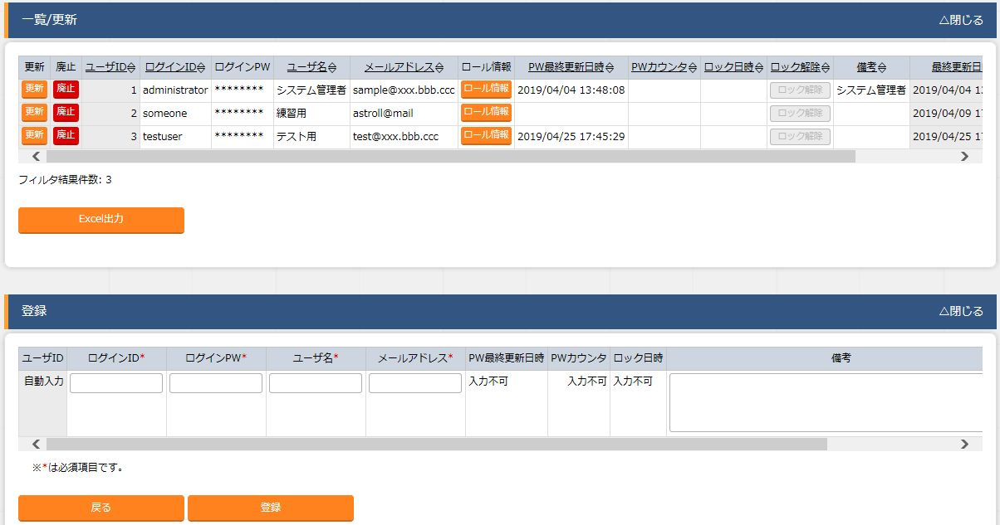 一覧/更新 △閉じる
更新 廃止 ユーザID ログインID ログインPW ユーザ名 メールアドレス ロール情報 PW最終更新日時 PWカウンタ ロック日時 ロック解除 備考 最終更新日
更新 廃止 1 administrator ******** システム管理者 sample@xxx.bbb.ccc ロール情報 2019/04/04 13:48:08 ロック解除 システム管理者 2019/04/04 13
更新 廃止 2 someone ******** 練習用 astroll@mail ロール情報 ロック解除 2019/04/09 17
更新 廃止 3 testuser ******** テスト用 test@xxx.bbb.ccc ロール情報 2019/04/25 17:45:29 ロック解除 2019/04/25 17
フィルタ結果件数: 3
Excel出力
登録 △閉じる
ユーザID ログインID* ログインPW* ユーザ名* メールアドレス* PW最終更新日時 PWカウンタ ロック日時 備考
自動入力 入力不可 入力不可 入力不可
※*は必須項目です。
戻る 登録